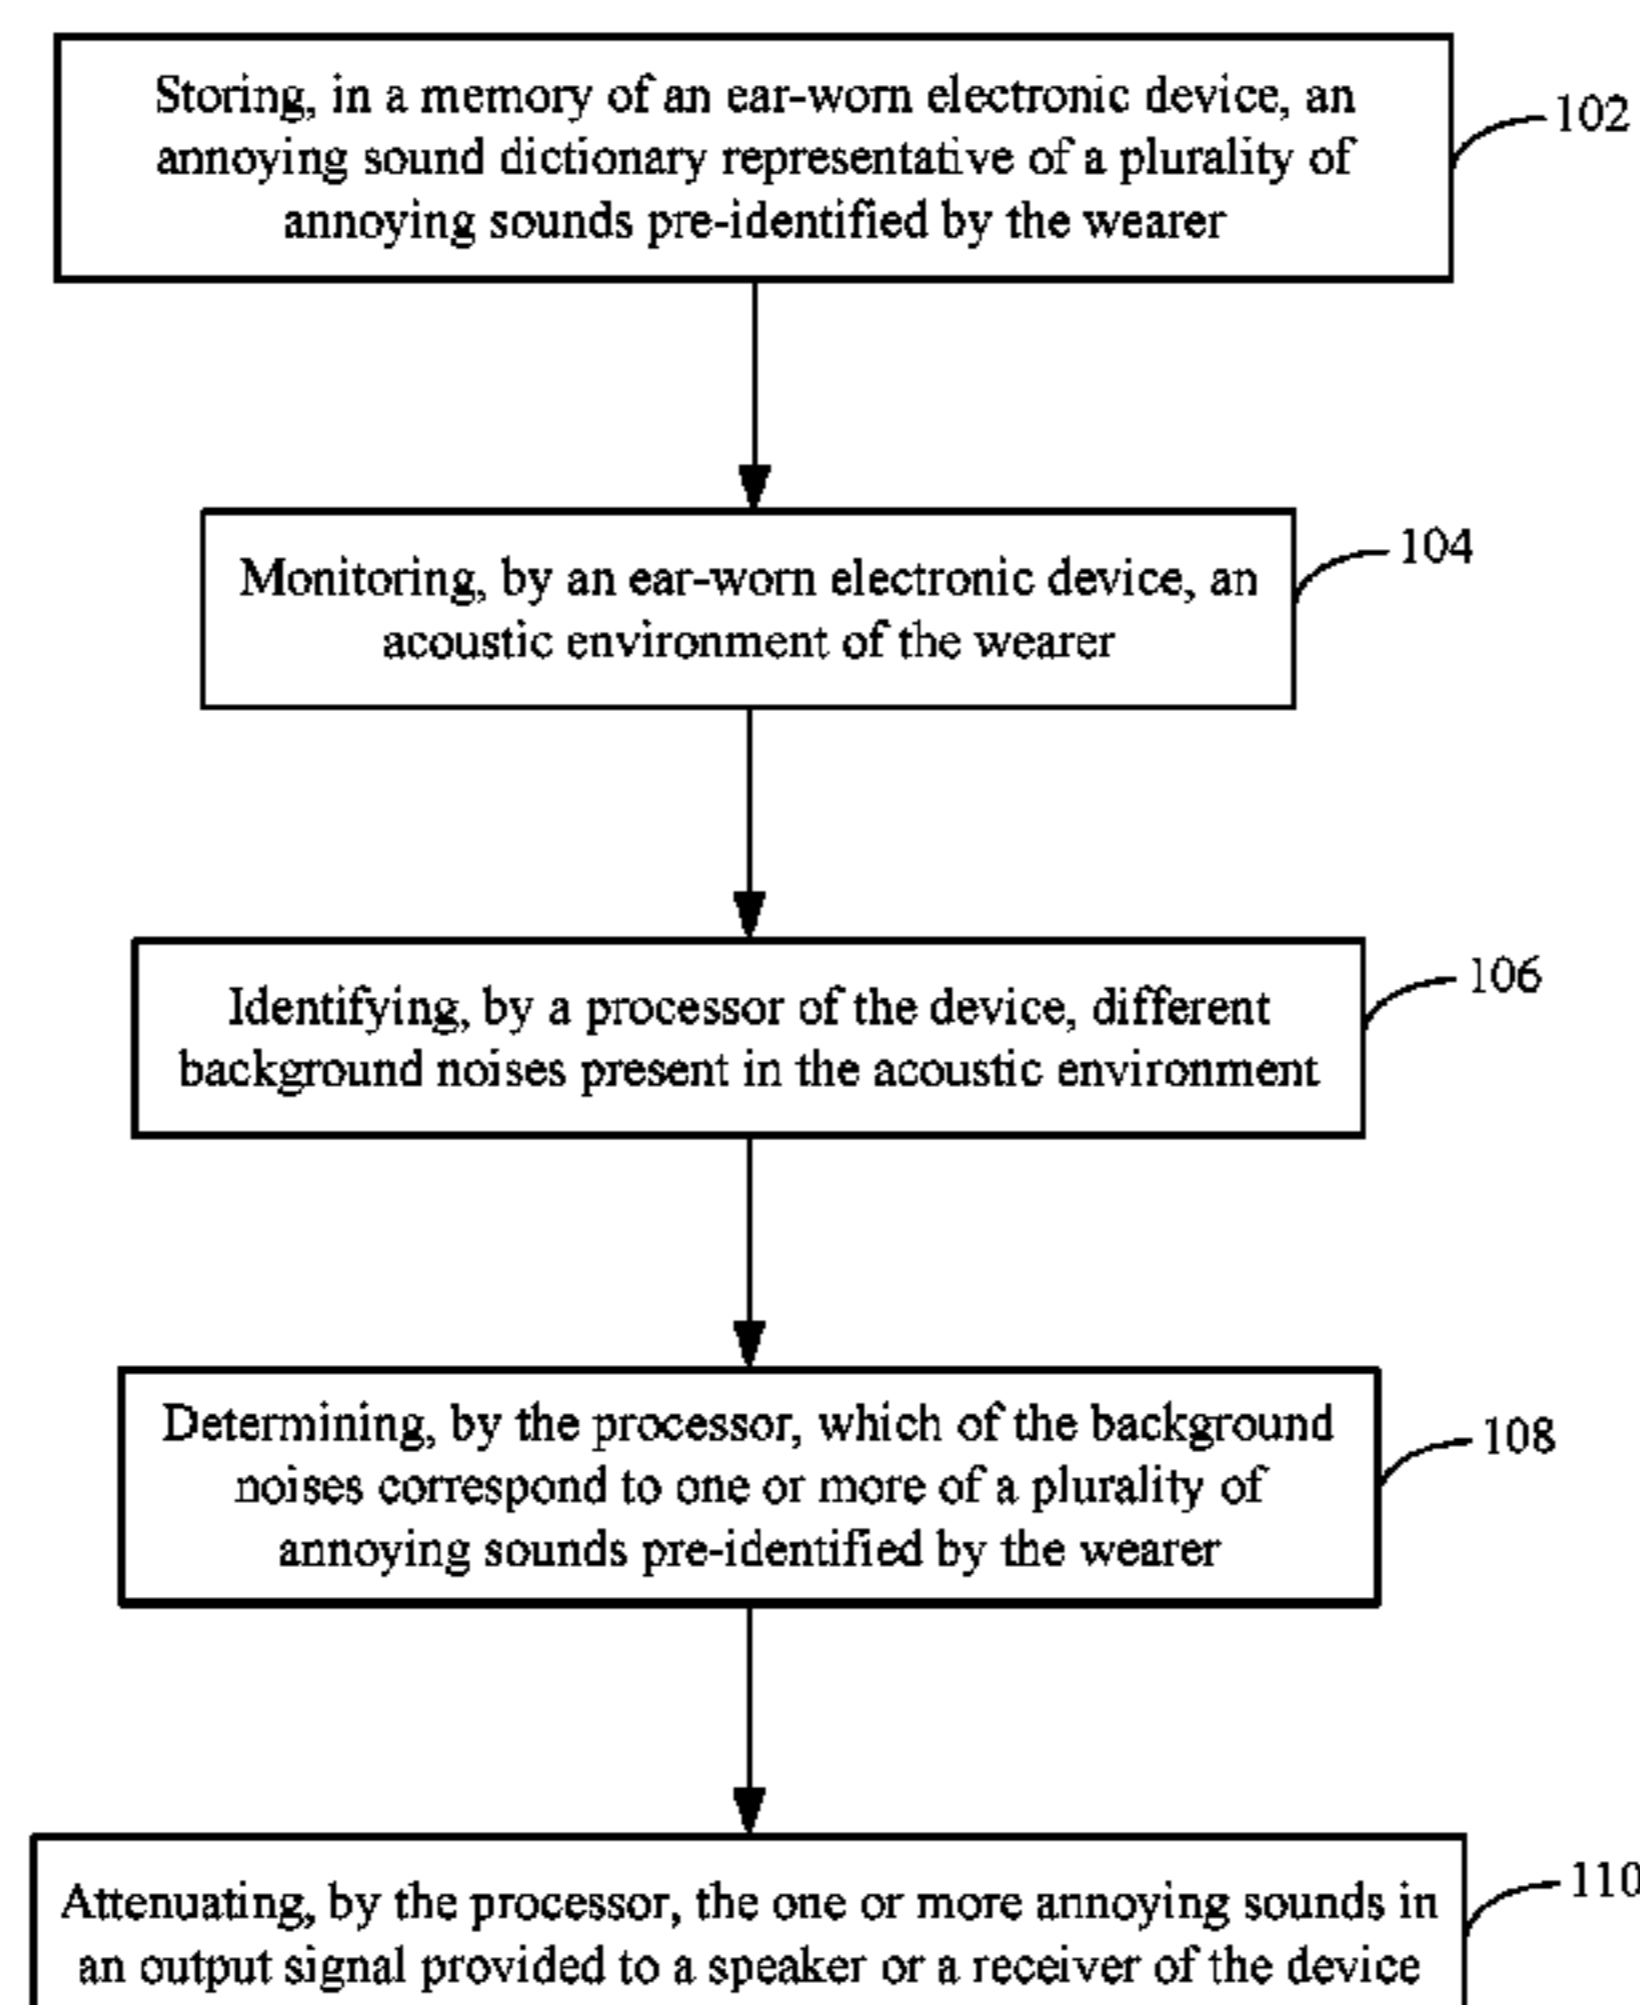 Storing, in a memory of an ear-worn electronic device, an
annoying sound dictionary representative of a plurality of
annoying sounds pre-identified by the wearer
102
Monitoring, by an ear-worn electronic device, an
acoustic environment of the wearer
104
Identifying, by a processor of the device, different
background noises present in the acoustic environment
106
Determining, by the processor, which of the background
noises correspond to one or more of a plurality of
annoying sounds pre-identified by the wearer
108
Attenuating, by the processor, the one or more annoying sounds in
an output signal provided to a speaker or a receiver of the device
110